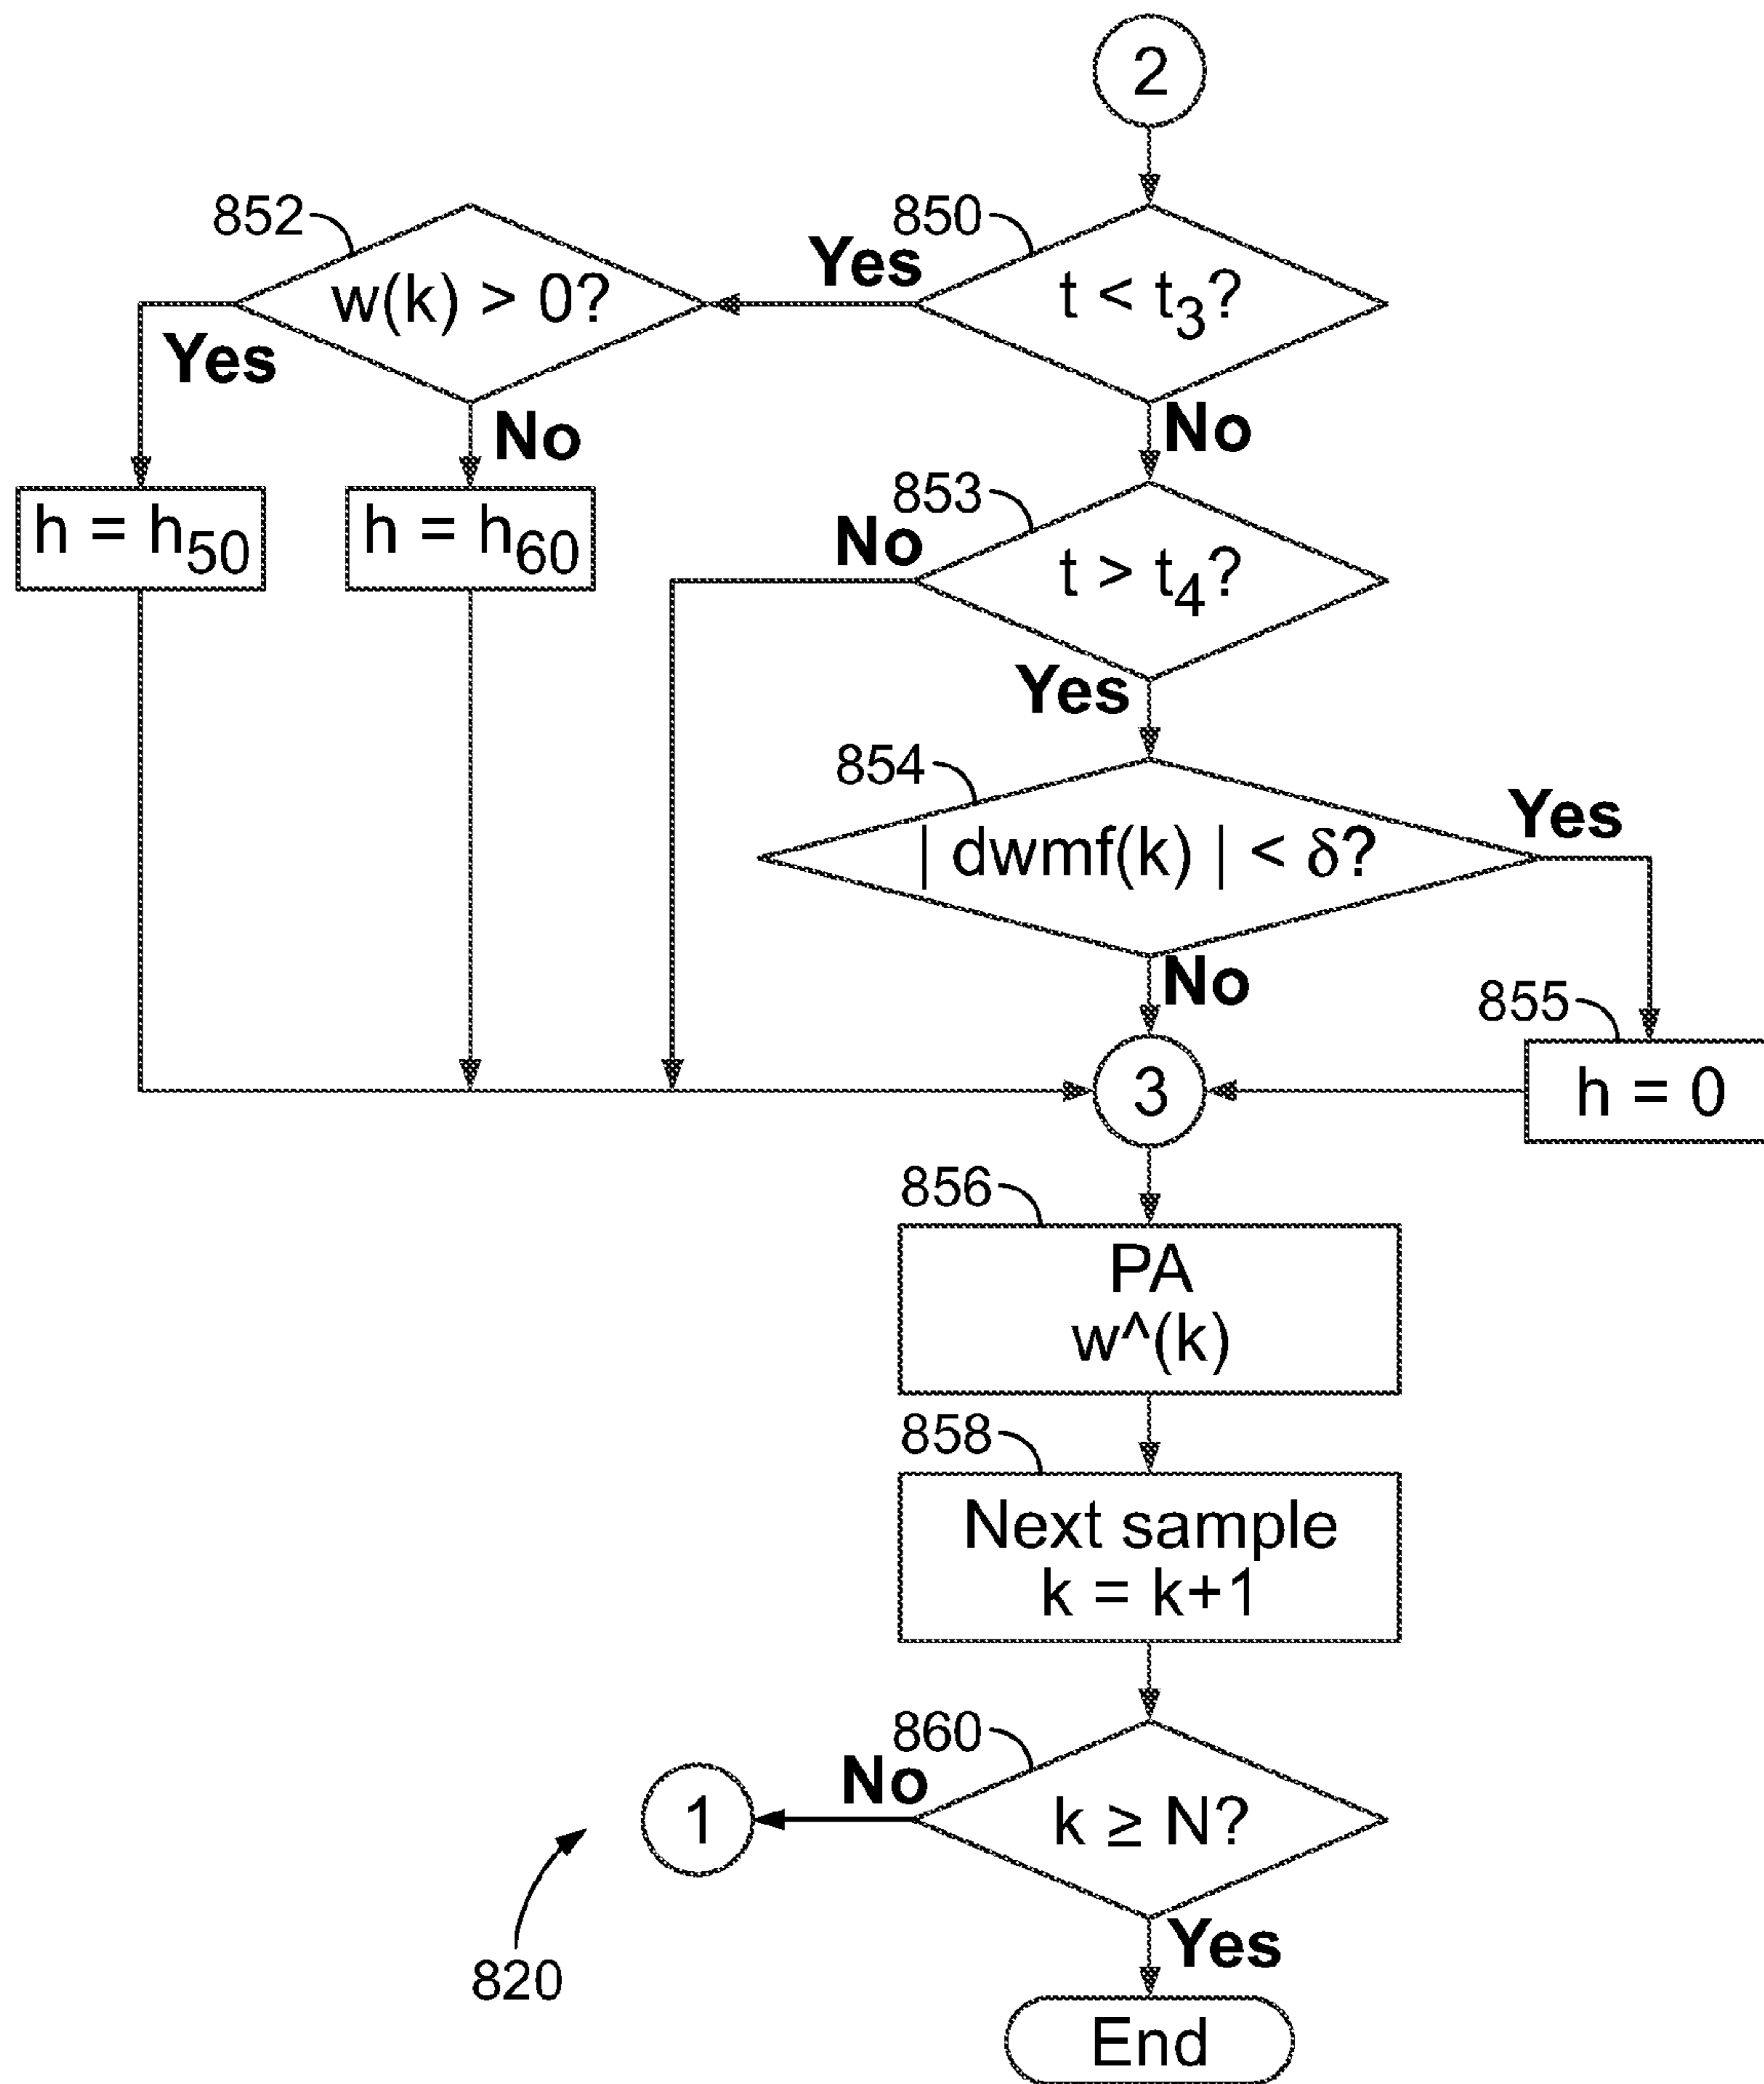 2
852
850
Yes
w(k) > 0?
t < t3?
Yes
No
No
h = h50
h = h60
853
No
t > t4?
Yes
854
Yes
| dwmf(k) | < δ?
No
855
3
h = 0
856
PA
w^(k)
858
Next sample
k = k+1
860
No
1
k ≥ N?
820
Yes
End